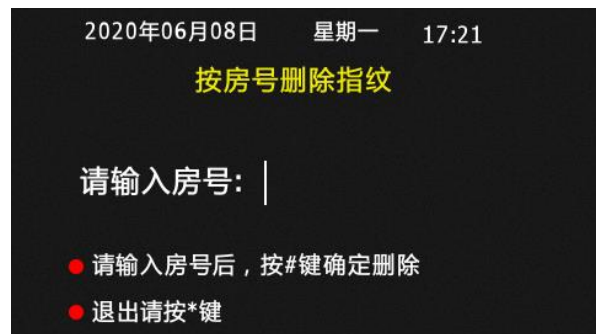 2020年06月08日 星期一 17:21
按房号删除指纹
请输入房号:
请输入房号后，按#键确定删除
退出请按*键